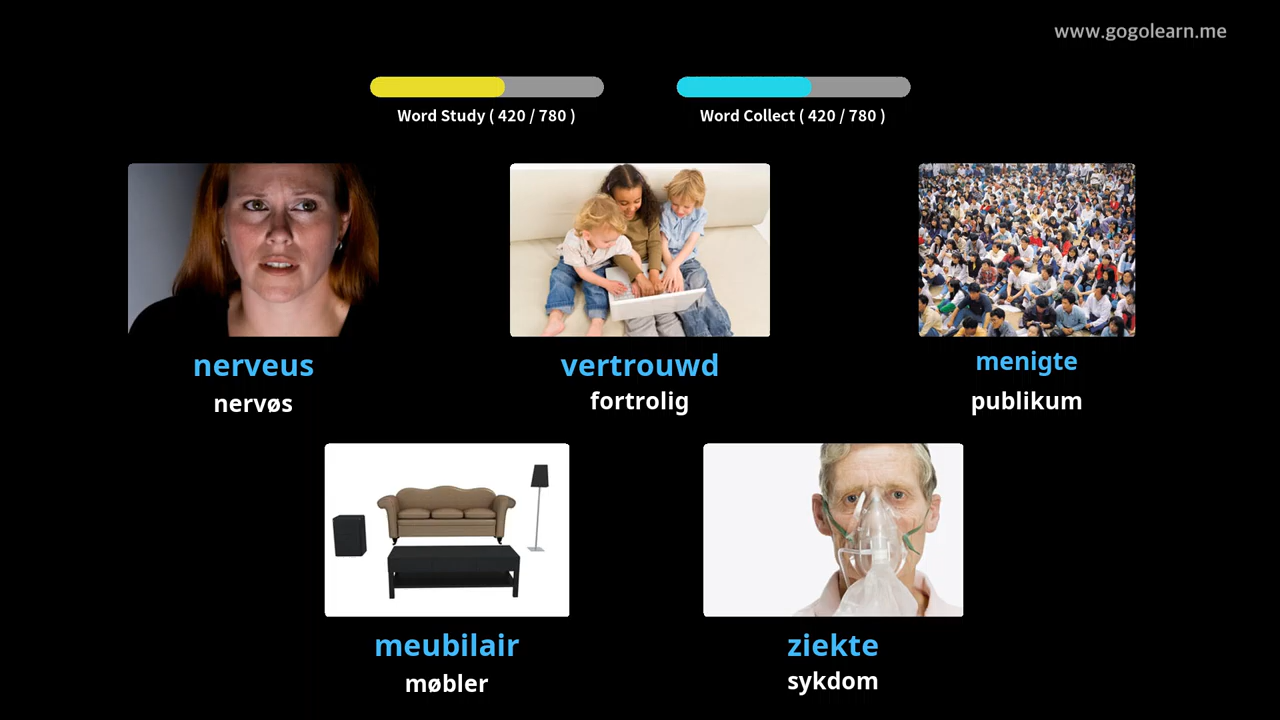 www.gogolearn.me
Word Study ( 420 / 780 )
Word Collect ( 420 / 780 )
nerveus
nervøs
vertrouwd
fortrolig
menigte
publikum
meubilair
møbler
ziekte
sykdom